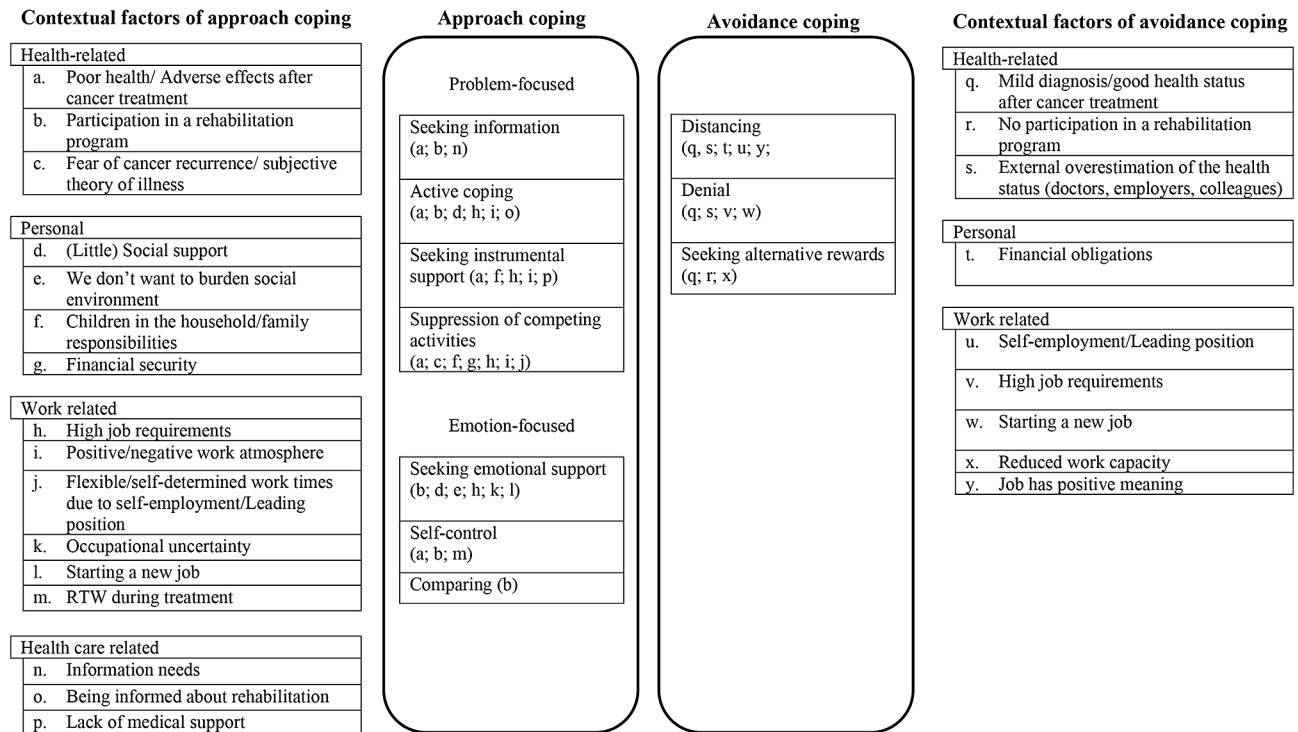 Contextual factors of approach coping
Health-related
a. Poor health/ Adverse effects after
cancer treatment
b. Participation in a rehabilitation
program
c. Fear of cancer recurrence/ subjective
theory of illness
Personal
d. (Little) Social support
e. We don’t want to burden social
environment
f. Children in the household/family
responsibilities
g. Financial security
Work related
h. High job requirements
i. Positive/negative work atmosphere
j. Flexible/self-determined work times
due to self-employment/Leading
position
k. Occupational uncertainty
l. Starting a new job
m. RTW during treatment
Health care related
n. Information needs
o. Being informed about rehabilitation
p. Lack of medical support
Approach coping
Problem-focused
Seeking information
(a; b; n)
Active coping
(a; b; d; h; i; o)
Seeking instrumental
support (a; f; h; i; p)
Suppression of competing
activities
(a; c; f; g; h; i; j)
Emotion-focused
Seeking emotional support
(b; d; e; h; k; l)
Self-control
(a; b; m)
Comparing (b)
Avoidance coping
Distancing
(q, s; t; u; y;
Denial
(q; s; v; w)
Seeking alternative rewards
(q; r; x)
Contextual factors of avoidance coping
Health-related
q. Mild diagnosis/good health status
after cancer treatment
r. No participation in a rehabilitation
program
s. External overestimation of the health
status (doctors, employers, colleagues)
Personal
t. Financial obligations
Work related
u. Self-employment/Leading position
v. High job requirements
w. Starting a new job
x. Reduced work capacity
y. Job has positive meaning